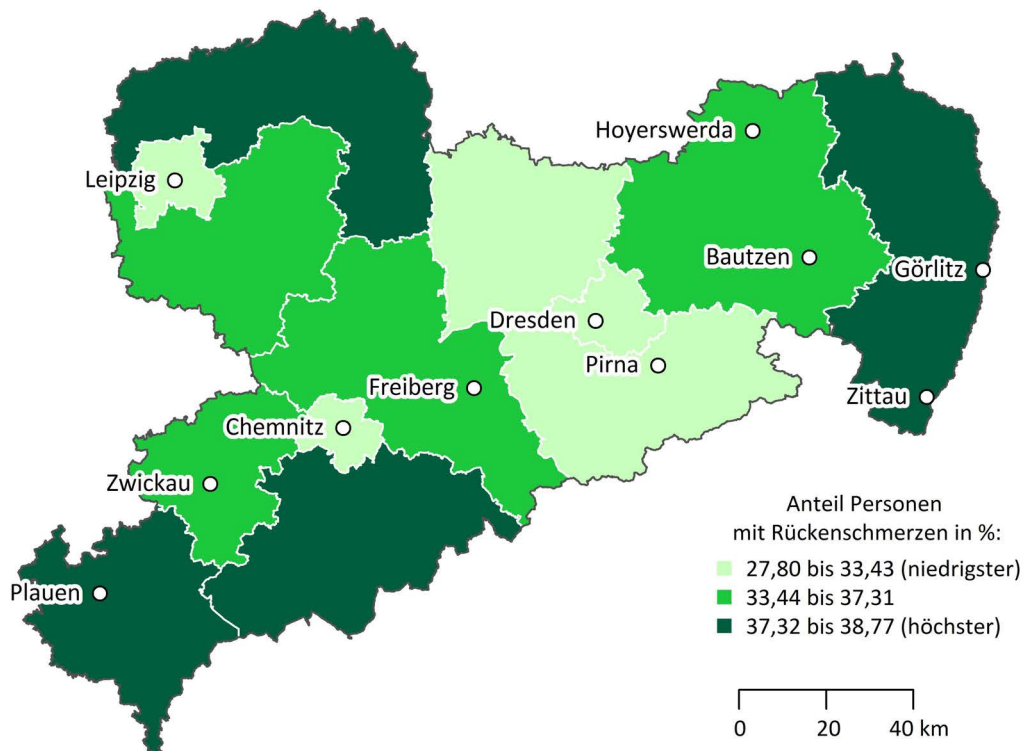 Hoyerswerda
Leipzig
Bautzen
Görlitz
Dresden
Pirna
Freiberg
Zittau
Chemnitz
Zwickau
Plauen
Anteil Personen
mit Rückenschmerzen in %:
27,80 bis 33,43 (niedrigster)
33,44 bis 37,31
37,32 bis 38,77 (höchster)
0 20 40 km